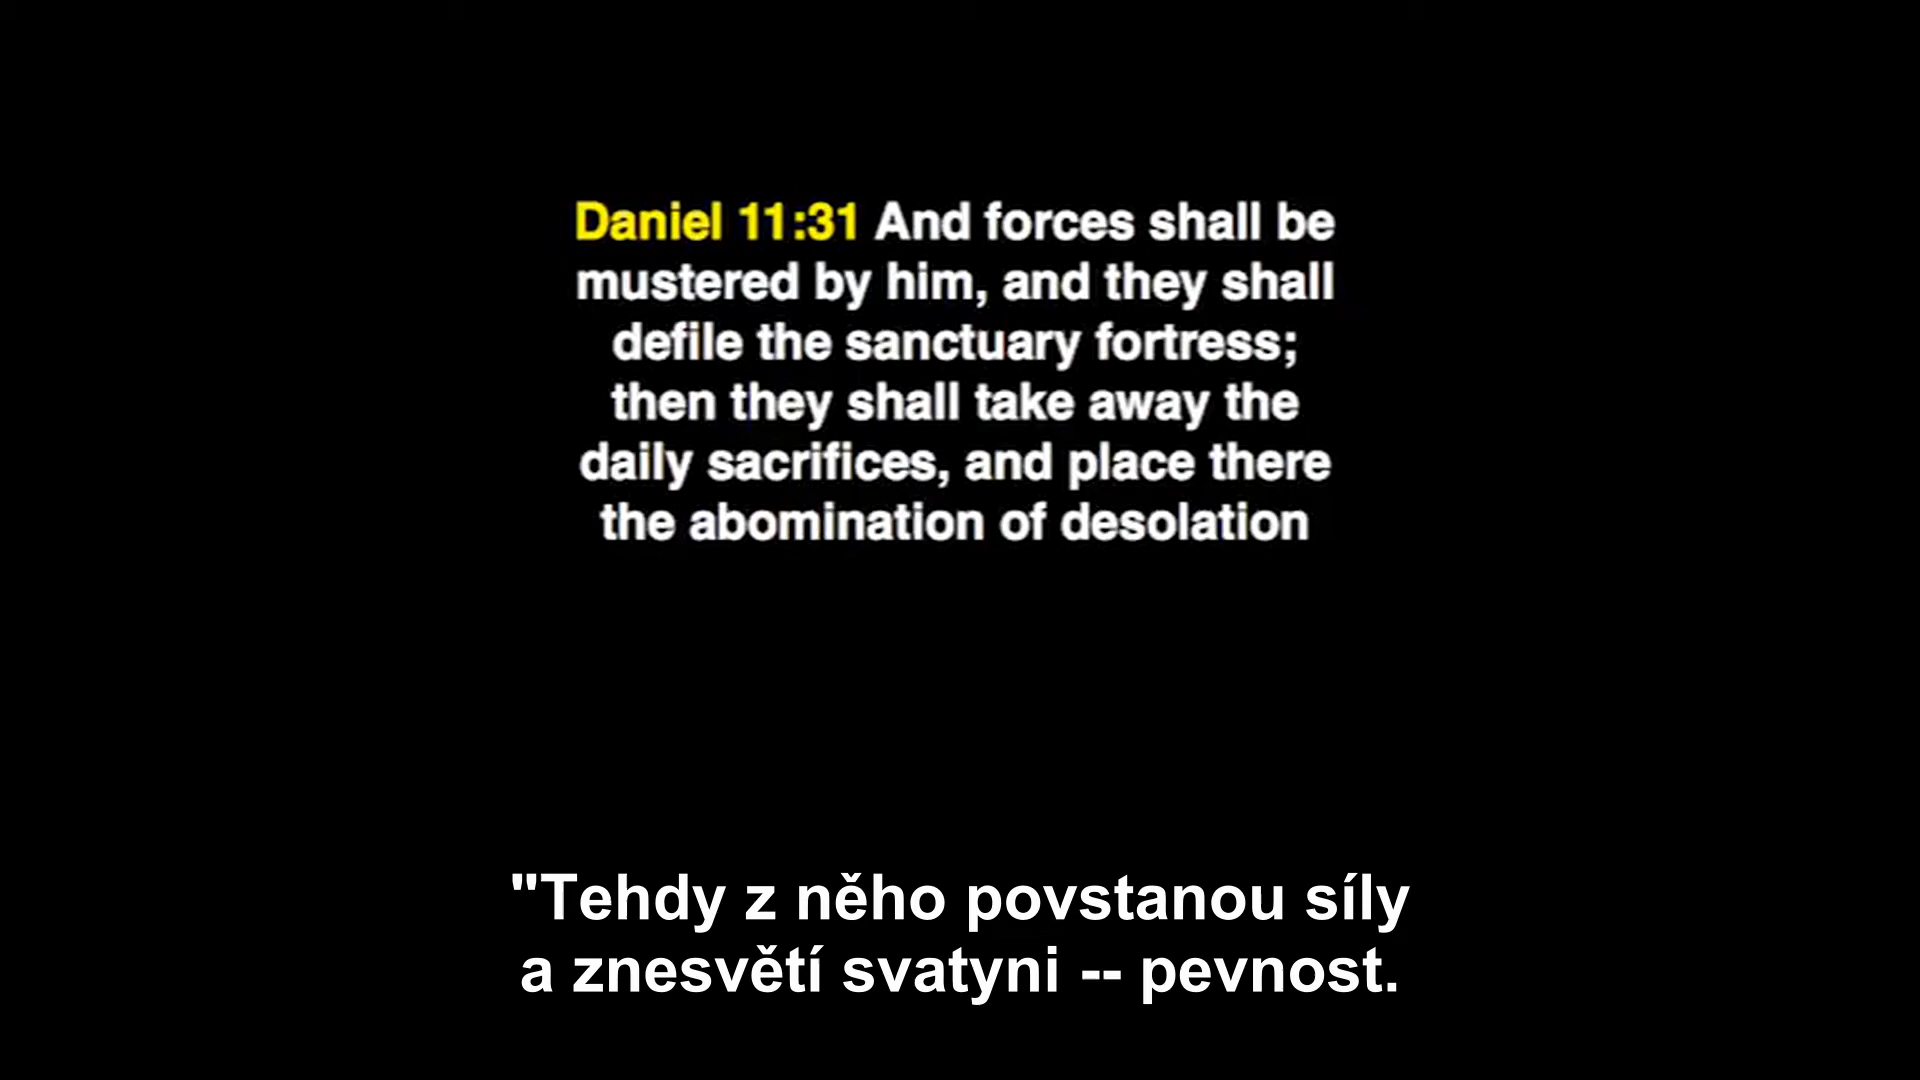 Daniel 11:31 And forces shall be
mustered by him, and they shall
defile the sanctuary fortress;
then they shall take away the
daily sacrifices, and place there
the abomination of desolation
"Tehdy z něho povstanou síly
a znesvětí svatyni -- pevnost.